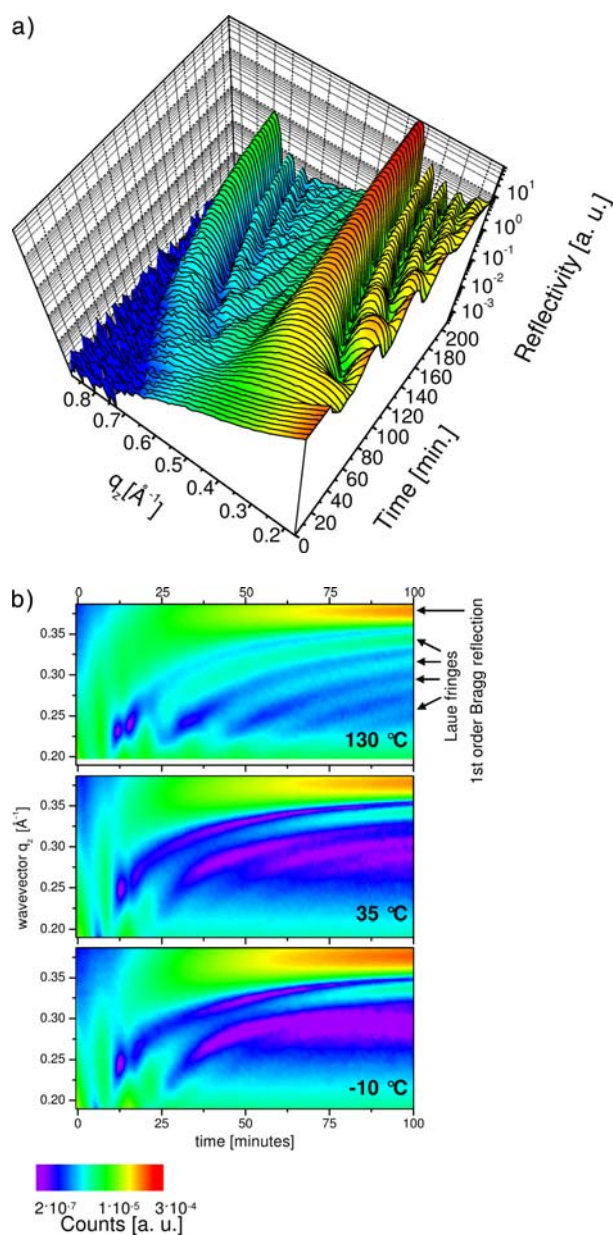 a)
Reflectivity [a. u.]
10¹
10⁰
10⁻¹
10⁻²
10⁻³
200
180
160
140
120
100
80
60
40
20
0
Time [min.]
0.8
0.7
0.6
0.5
0.4
0.3
0.2
q_z[Å⁻¹]
b)
0 25 50 75 100
0.35
0.30
0.25
0.20
130 °C
Laue fringes
1st order Bragg reflection
0.35
0.30
0.25
0.20
35 °C
wavevector q_z [Å⁻¹]
0.35
0.30
0.25
0.20
-10 °C
0 25 50 75 100
time [minutes]
2·10⁻⁷ 1·10⁻⁵ 3·10⁻⁴
Counts [a. u.]